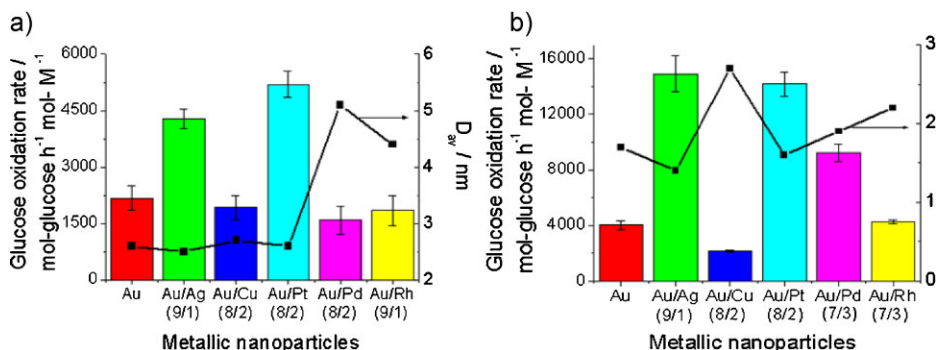 a)
Glucose oxidation rate /
mol-glucose h⁻¹ mol- M⁻¹
6000
4500
3000
1500
0
6
5
4
3
2
D_av / nm
Au Au/Ag Au/Cu Au/Pt Au/Pd Au/Rh
(9/1) (8/2) (8/2) (8/2) (9/1)
Metallic nanoparticles
b)
Glucose oxidation rate /
mol-glucose h⁻¹ mol- M⁻¹
16000
12000
8000
4000
0
3
2
1
0
D_av / nm
Au Au/Ag Au/Cu Au/Pt Au/Pd Au/Rh
(9/1) (8/2) (8/2) (7/3) (7/3)
Metallic nanoparticles